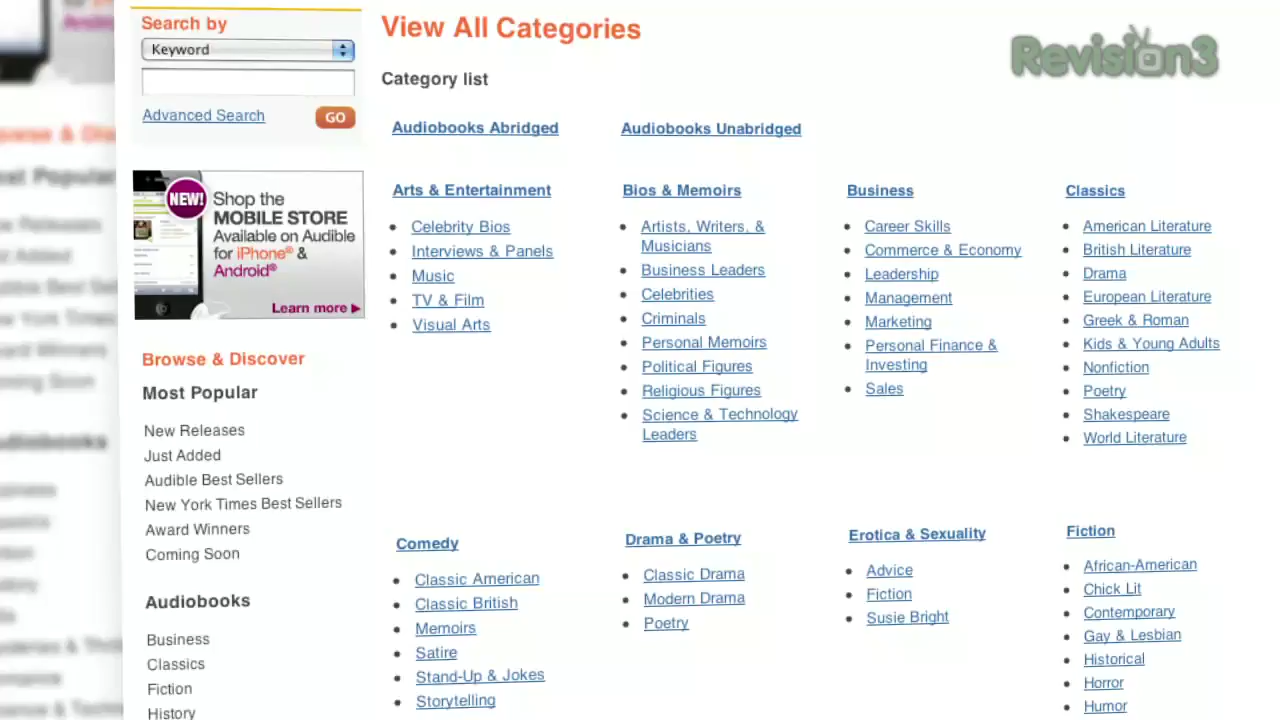 Revision3
Search by
Keyword
Advanced Search
GO
NEW!
Shop the
MOBILE STORE
Available on Audible
for iPhone® &
Android®
Learn more ▶
Browse & Discover
Most Popular
New Releases
Just Added
Audible Best Sellers
New York Times Best Sellers
Award Winners
Coming Soon
Audiobooks
Business
Classics
Fiction
History
View All Categories
Category list
Audiobooks Abridged
Audiobooks Unabridged
Arts & Entertainment
Celebrity Bios
Interviews & Panels
Music
TV & Film
Visual Arts
Bios & Memoirs
Artists, Writers, &
Musicians
Business Leaders
Celebrities
Criminals
Personal Memoirs
Political Figures
Religious Figures
Science & Technology
Leaders
Business
Career Skills
Commerce & Economy
Leadership
Management
Marketing
Personal Finance &
Investing
Sales
Classics
American Literature
British Literature
Drama
European Literature
Greek & Roman
Kids & Young Adults
Nonfiction
Poetry
Shakespeare
World Literature
Comedy
Classic American
Classic British
Memoirs
Satire
Stand-Up & Jokes
Storytelling
Drama & Poetry
Classic Drama
Modern Drama
Poetry
Erotica & Sexuality
Advice
Fiction
Susie Bright
Fiction
African-American
Chick Lit
Contemporary
Gay & Lesbian
Historical
Horror
Humor